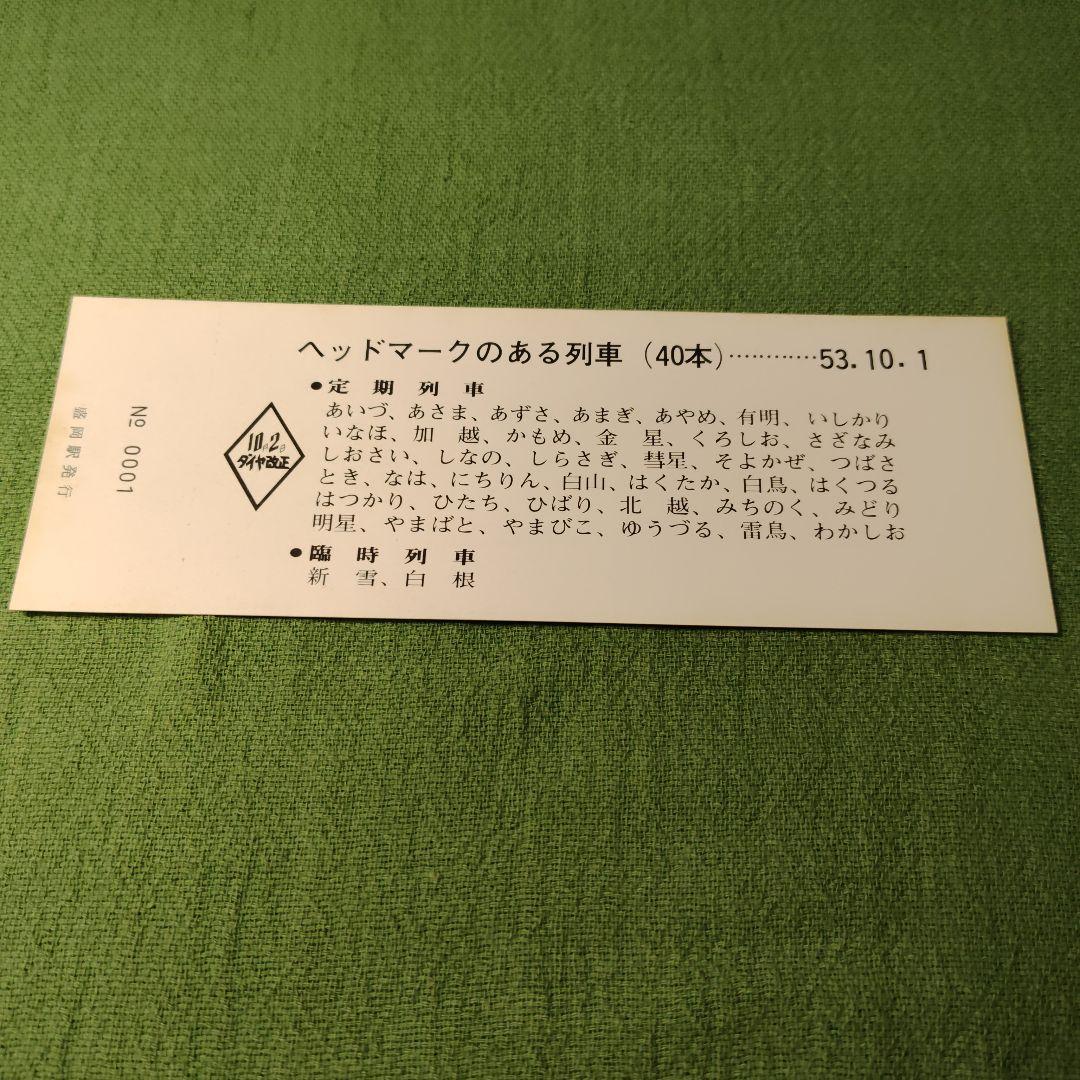 ヘッドマークのある列車（40本）…………53.10.1
●定期列車
あいづ、あさま、あずさ、あまぎ、あやめ、有明、いしかり
いなほ、加越、かもめ、金星、くろしお、さざなみ
しおさい、しなの、しらさぎ、彗星、そよかぜ、つばさ
とき、なは、にちりん、白山、はくたか、白鳥、はくつる
はつかり、ひたち、ひばり、北越、みちのく、みどり
明星、やまばと、やまびこ、ゆうづる、雷鳥、わかしお
●臨時列車
新雪、白根
10月2日
ダイヤ改正
№ 0001
盛岡駅発行